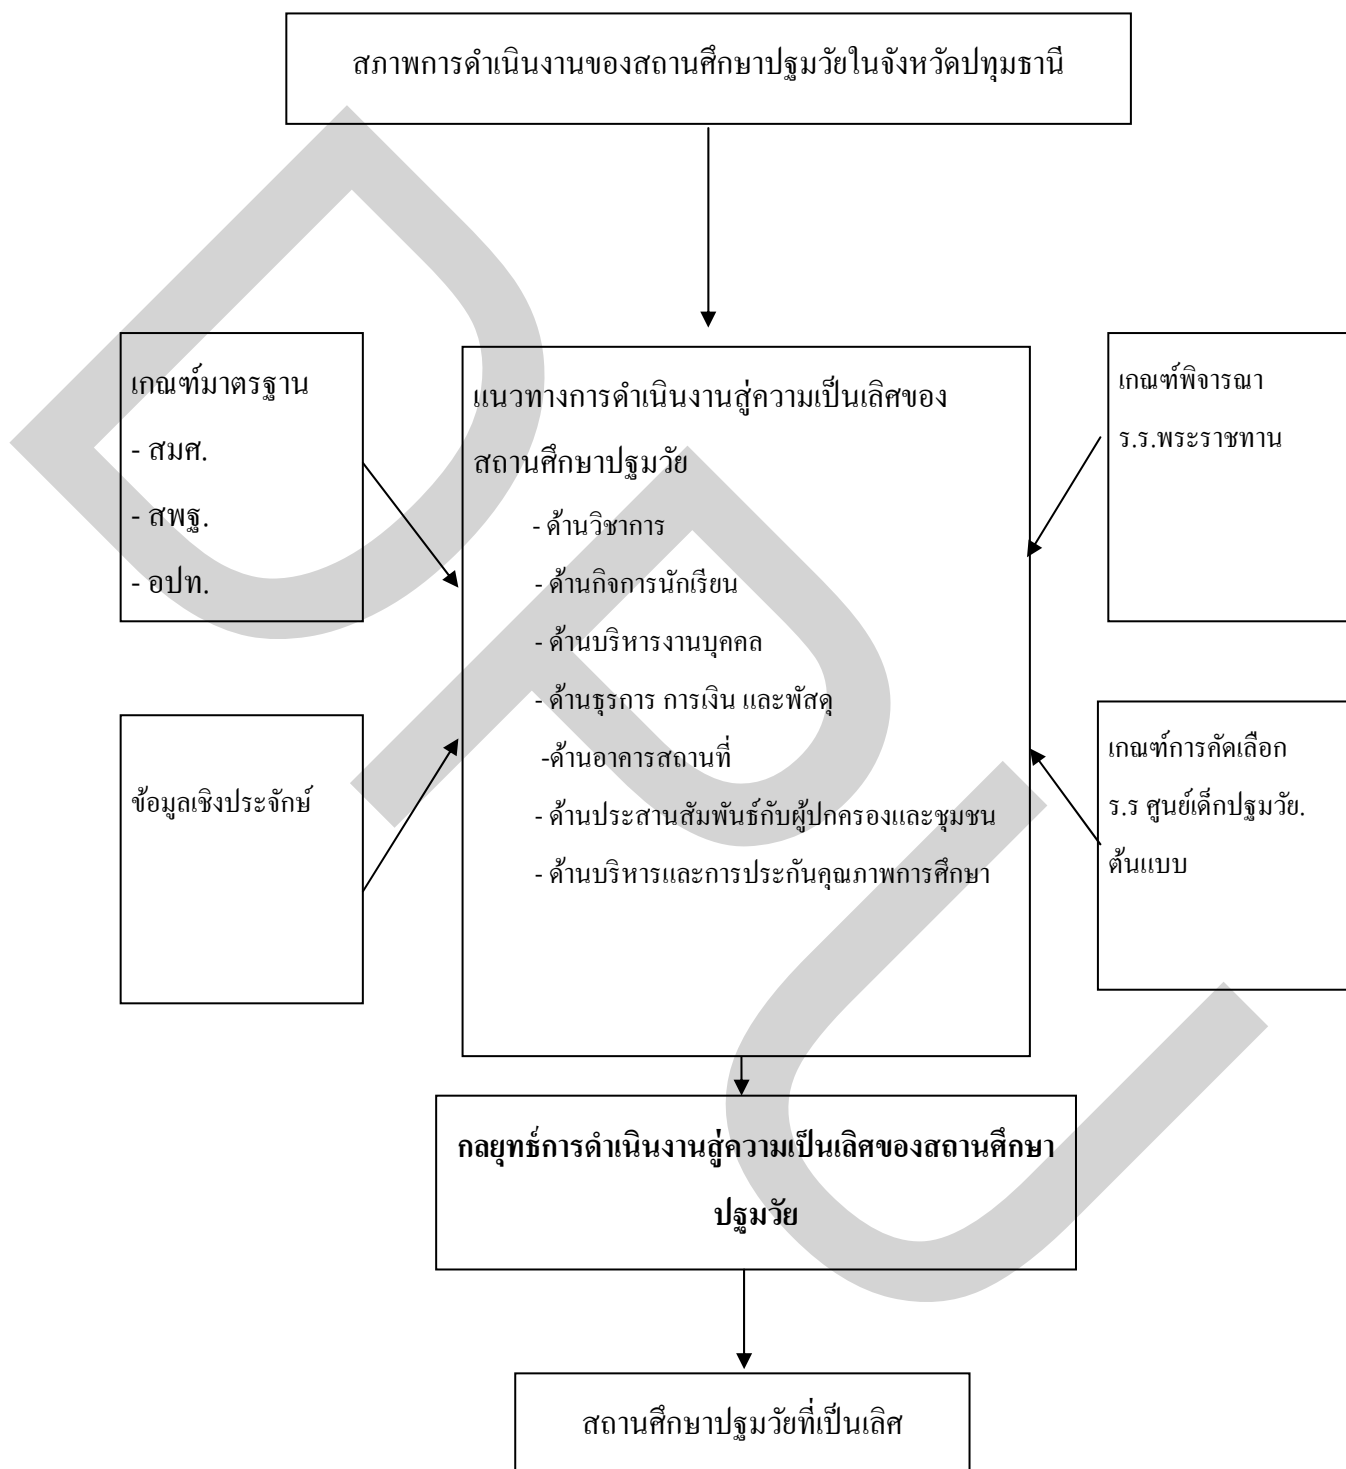 สภาพการดำเนินงานของสถานศึกษาปฐมวัยในจังหวัดปทุมธานี
เกณฑ์มาตรฐาน
- สมศ.
- สพฐ.
- อปท.
แนวทางการดำเนินงานสู่ความเป็นเลิศของ
สถานศึกษาปฐมวัย
- ด้านวิชาการ
- ด้านกิจการนักเรียน
- ด้านบริหารงานบุคคล
- ด้านธุรการ การเงิน และพัสดุ
-ด้านอาคารสถานที่
- ด้านประสานสัมพันธ์กับผู้ปกครองและชุมชน
- ด้านบริหารและการประกันคุณภาพการศึกษา
เกณฑ์พิจารณา
ร.ร.พระราชทาน
ข้อมูลเชิงประจักษ์
เกณฑ์การคัดเลือก
ร.ร ศูนย์เด็กปฐมวัย.
ต้นแบบ
กลยุทธ์การดำเนินงานสู่ความเป็นเลิศของสถานศึกษา
ปฐมวัย
สถานศึกษาปฐมวัยที่เป็นเลิศ
DPU